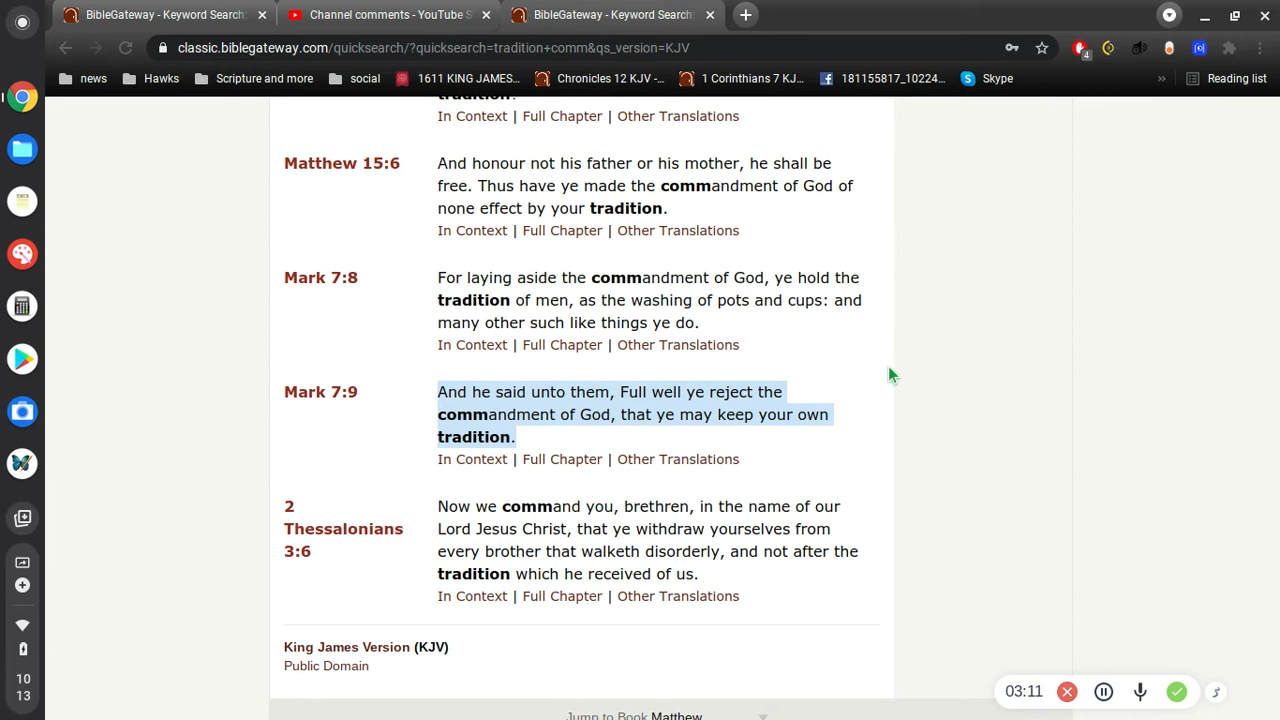 BibleGateway - Keyword Search:
Channel comments - YouTube S
BibleGateway - Keyword Search:
classic.biblegateway.com/quicksearch/?quicksearch=tradition+comm&qs_version=KJV
4
news
Hawks
Scripture and more
social
1611 KING JAMES...
Chronicles 12 KJV -...
1 Corinthians 7 KJV...
181155817_10224...
Skype
»
Reading list
tradition?
In Context | Full Chapter | Other Translations
Matthew 15:6
And honour not his father or his mother, he shall be
free. Thus have ye made the commandment of God of
none effect by your tradition.
In Context | Full Chapter | Other Translations
Mark 7:8
For laying aside the commandment of God, ye hold the
tradition of men, as the washing of pots and cups: and
many other such like things ye do.
In Context | Full Chapter | Other Translations
Mark 7:9
And he said unto them, Full well ye reject the
commandment of God, that ye may keep your own
tradition.
In Context | Full Chapter | Other Translations
2
Thessalonians
3:6
Now we command you, brethren, in the name of our
Lord Jesus Christ, that ye withdraw yourselves from
every brother that walketh disorderly, and not after the
tradition which he received of us.
In Context | Full Chapter | Other Translations
King James Version (KJV)
Public Domain
Jump to Book Matthew
03:11
10
13